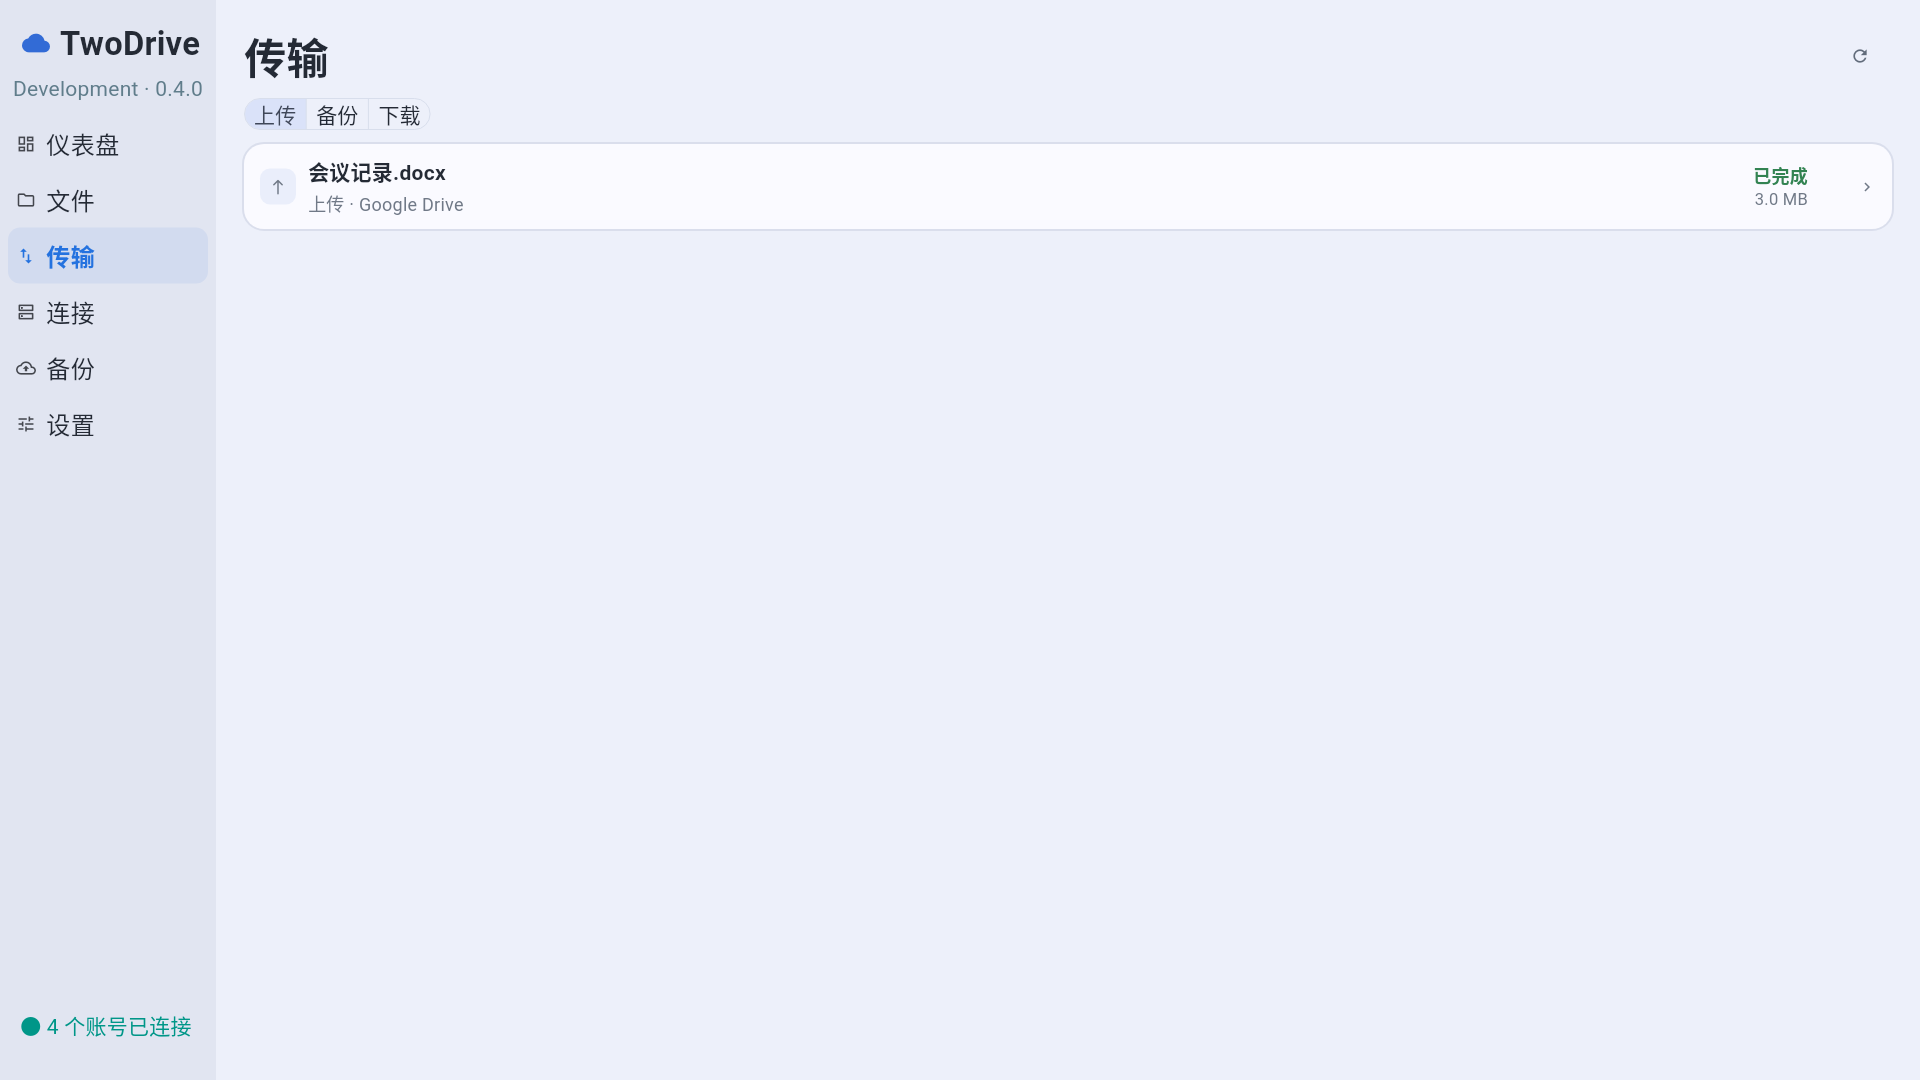 TwoDrive
Development · 0.4.0
仪表盘
文件
传输
连接
备份
设置
4 个账号已连接
传输
上传 备份 下载
会议记录.docx
上传 · Google Drive
已完成
3.0 MB